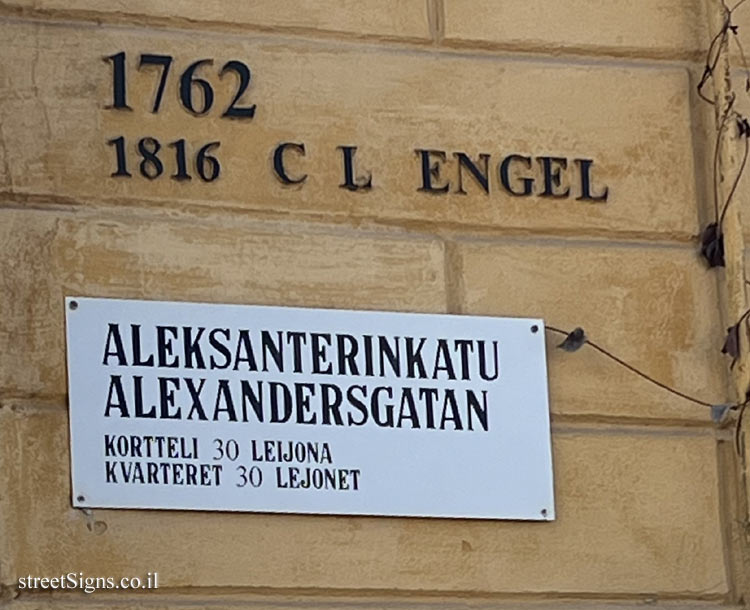 1762
1816 C L ENGEL
ALEKSANTERINKATU
ALEXANDERSGATAN
KORTTELI 30 LEIJONA
KVARTERET 30 LEJONET
streetSigns.co.il